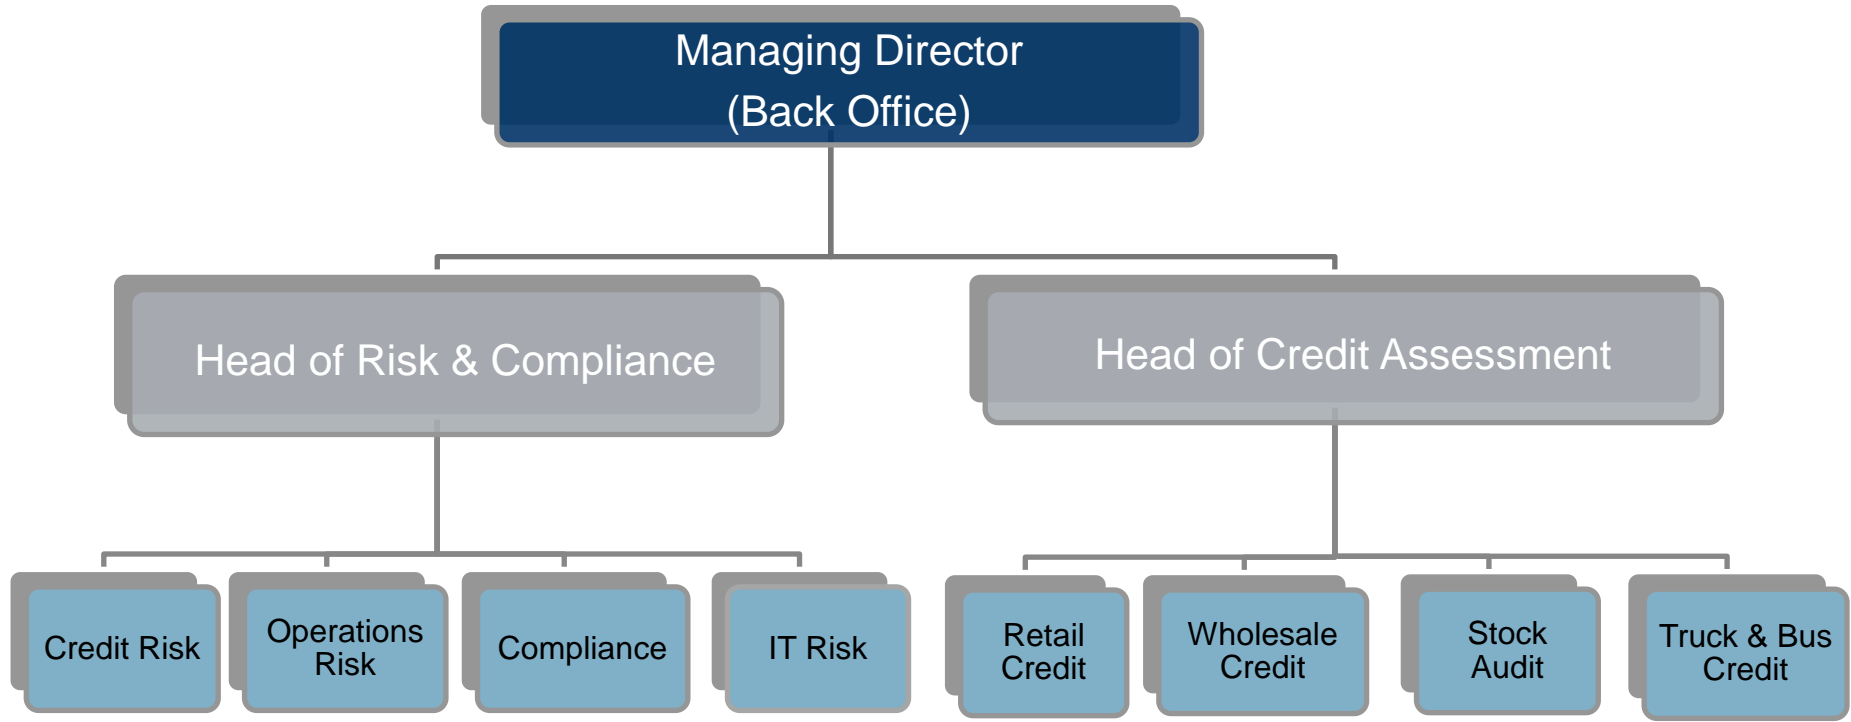 Managing Director
(Back Office)
Head of Risk & Compliance
Head of Credit Assessment
Credit Risk
Operations
Risk
Compliance
IT Risk
Retail
Credit
Wholesale
Credit
Stock
Audit
Truck & Bus
Credit